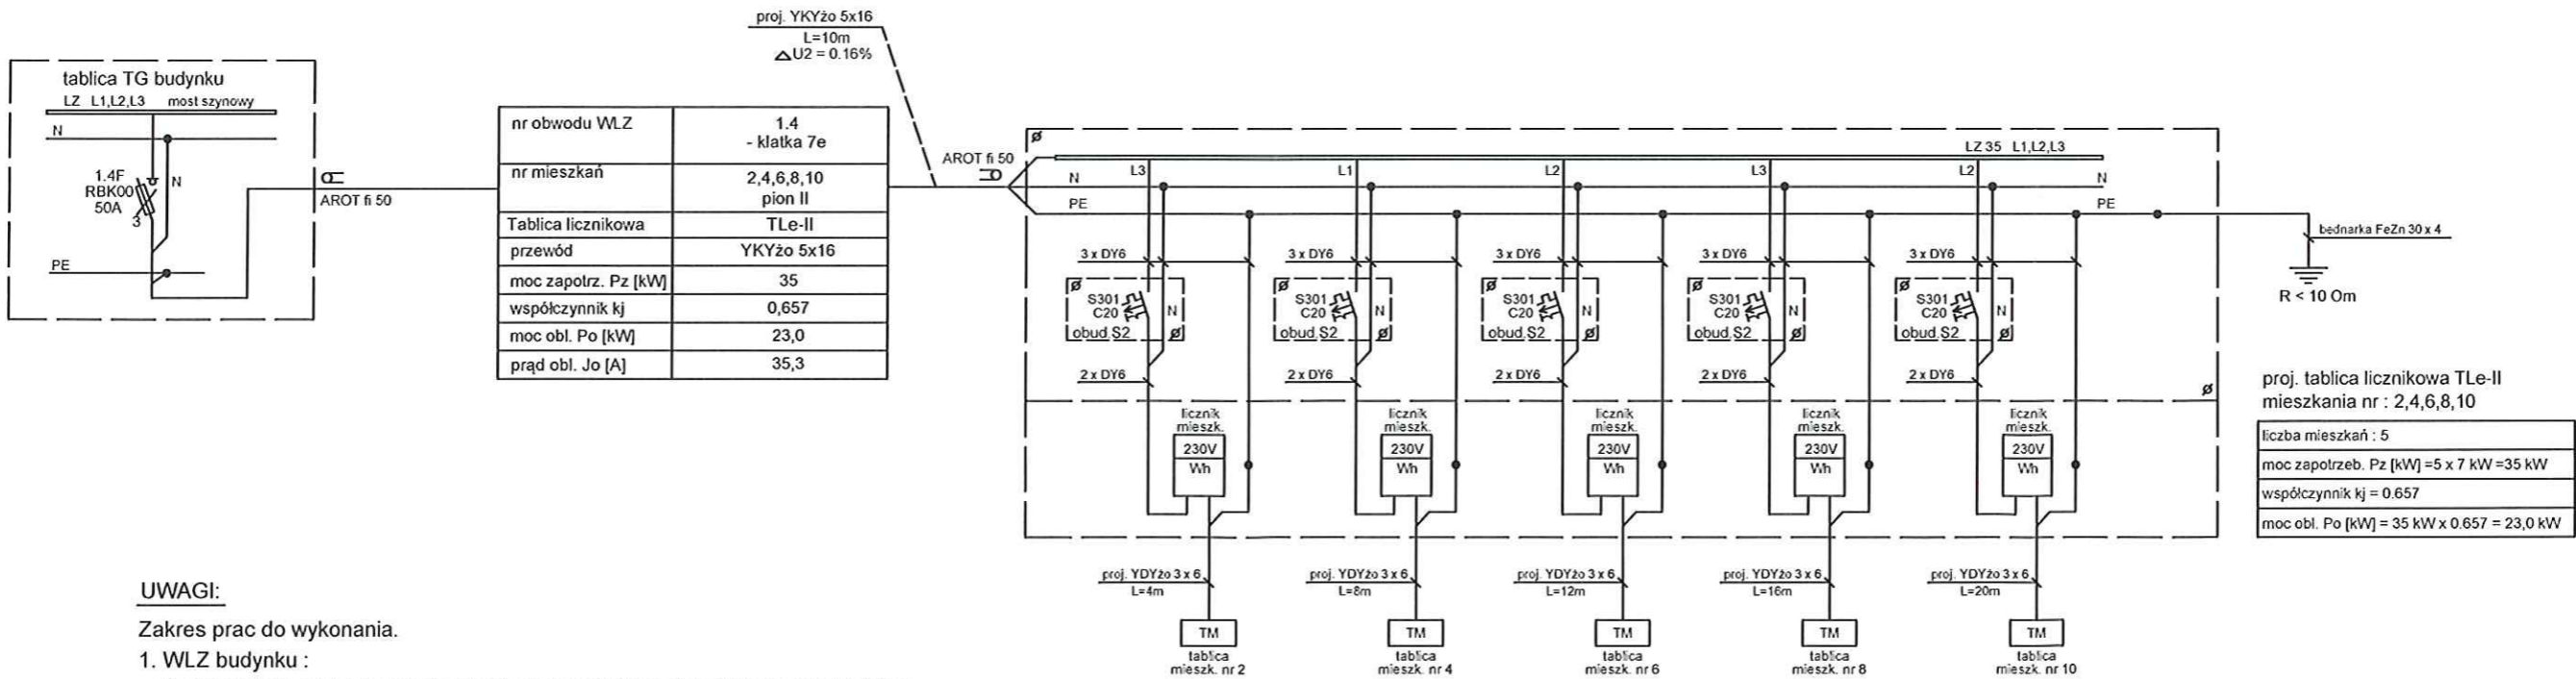 proj. YKYżo 5x16
L=10m
△U2 = 0.16%
tablica TG budynku
LZ L1,L2,L3 most szynowy
N
1.4F
RBK00
50A
3
N
PE
AROT fi 50
nr obwodu WLZ 1.4
- klatka 7e
nr mieszkań 2,4,6,8,10
pion II
Tablica licznikowa TLe-II
przewód YKYżo 5x16
moc zapotrz. Pz [kW] 35
współczynnik kj 0,657
moc obl. Po [kW] 23,0
prąd obl. Jo [A] 35,3
AROT fi 50
ø
LZ 35 L1,L2,L3
L3 L1 L2 L3 L2
N N
PE PE
3 x DY6 3 x DY6 3 x DY6 3 x DY6 3 x DY6
ø ø ø ø ø
S301 S301 S301 S301 S301
C20 N C20 N C20 N C20 N C20 N
obud.S2 ø obud.S2 ø obud.S2 ø obud.S2 ø obud.S2 ø
2 x DY6 2 x DY6 2 x DY6 2 x DY6 2 x DY6
ø
licznik licznik licznik licznik licznik
mieszk. mieszk. mieszk. mieszk. mieszk.
230V 230V 230V 230V 230V
Wh Wh Wh Wh Wh
proj. YDYżo 3 x 6 proj. YDYżo 3 x 6 proj. YDYżo 3 x 6 proj. YDYżo 3 x 6 proj. YDYżo 3 x 6
L=4m L=8m L=12m L=16m L=20m
TM TM TM TM TM
tablica tablica tablica tablica tablica
mieszk. nr 2 mieszk. nr 4 mieszk. nr 6 mieszk. nr 8 mieszk. nr 10
bednarka FeZn 30 x 4
R < 10 Om
proj. tablica licznikowa TLe-II
mieszkania nr : 2,4,6,8,10
liczba mieszkań : 5
moc zapotrzeb. Pz [kW] =5 x 7 kW =35 kW
współczynnik kj = 0.657
moc obl. Po [kW] = 35 kW x 0.657 = 23,0 kW
UWAGI:
Zakres prac do wykonania.
1. WLZ budynku :